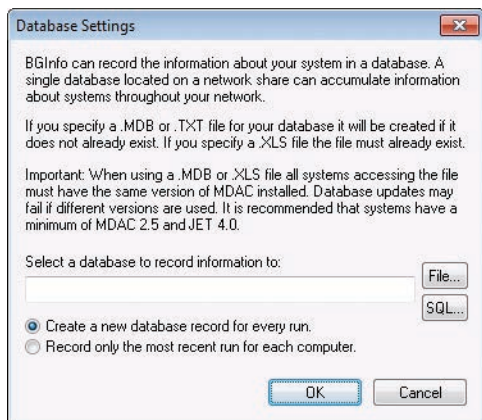 Database Settings
BGInfo can record the information about your system in a database. A
single database located on a network share can accumulate information
about systems throughout your network.
If you specify a .MDB or .TXT file for your database it will be created if it
does not already exist. If you specify a .XLS file the file must already exist.
Important: When using a .MDB or .XLS file all systems accessing the file
must have the same version of MDAC installed. Database updates may
fail if different versions are used. It is recommended that systems have a
minimum of MDAC 2.5 and JET 4.0.
Select a database to record information to:
File...
SQL...
Create a new database record for every run.
Record only the most recent run for each computer.
OK
Cancel